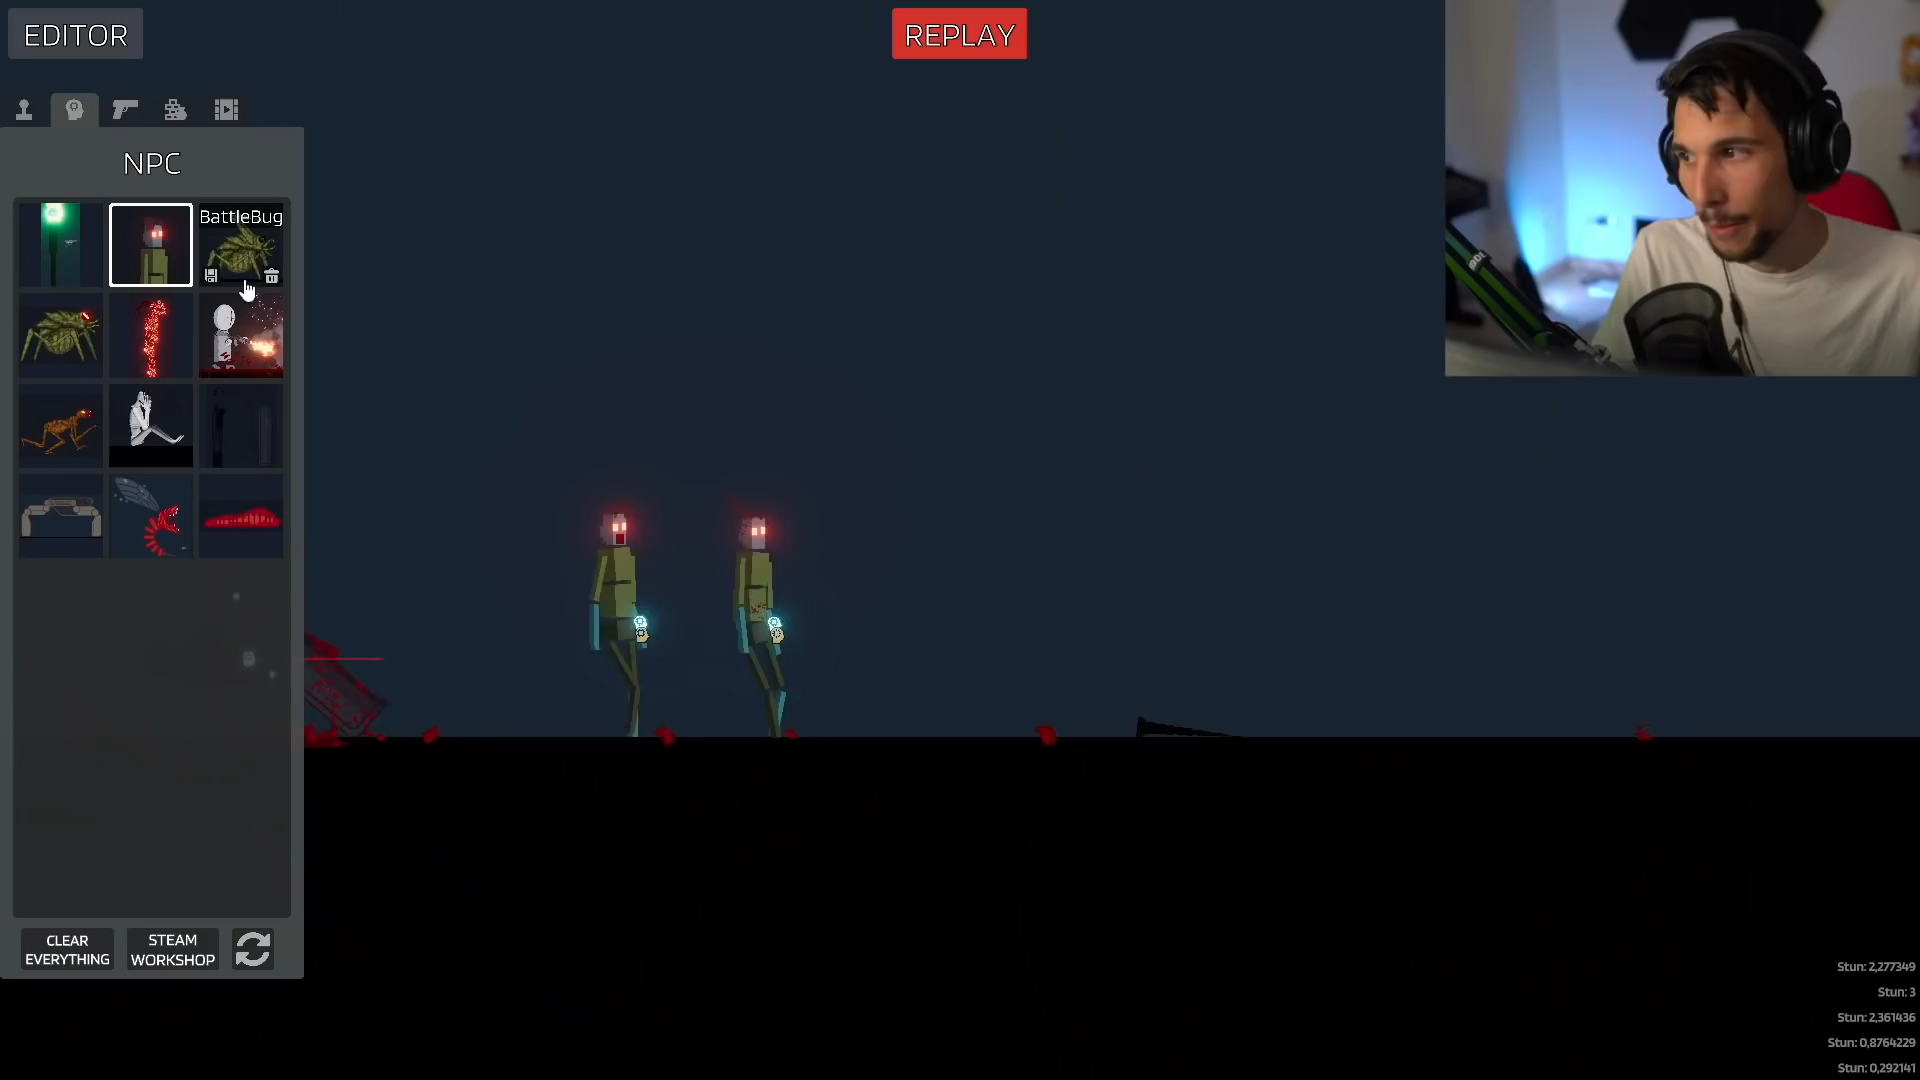 EDITOR
REPLAY
NPC
BattleBug
CLEAR
EVERYTHING
STEAM
WORKSHOP
Stun: 2,277349
Stun: 3
Stun: 2,361436
Stun: 0,8764229
Stun: 0,292141